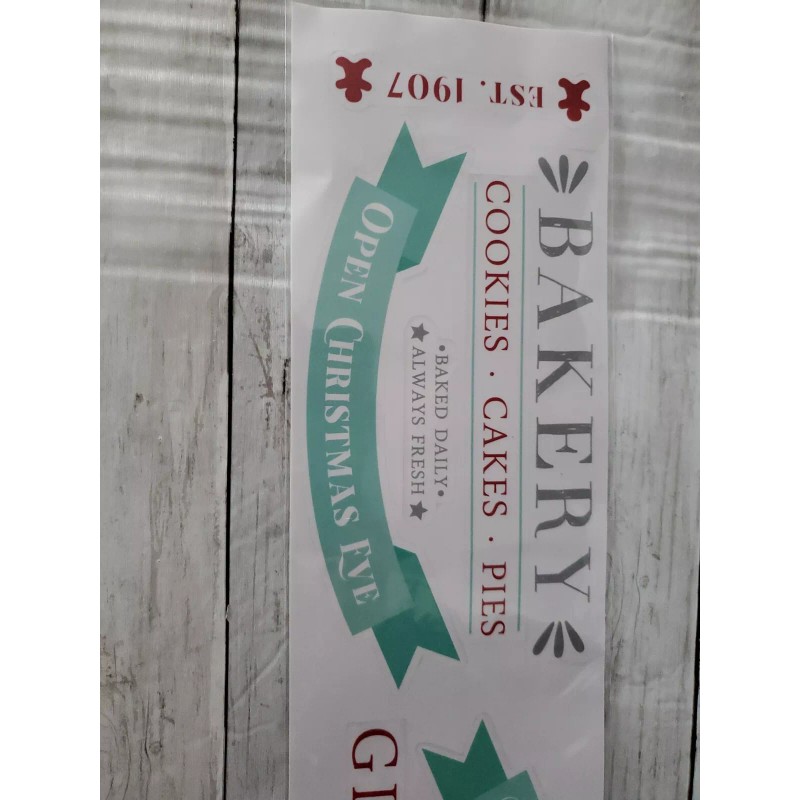 EST. 1907
BAKERY
COOKIES · CAKES · PIES
•BAKED DAILY•
★ALWAYS FRESH★
OPEN CHRISTMAS EVE